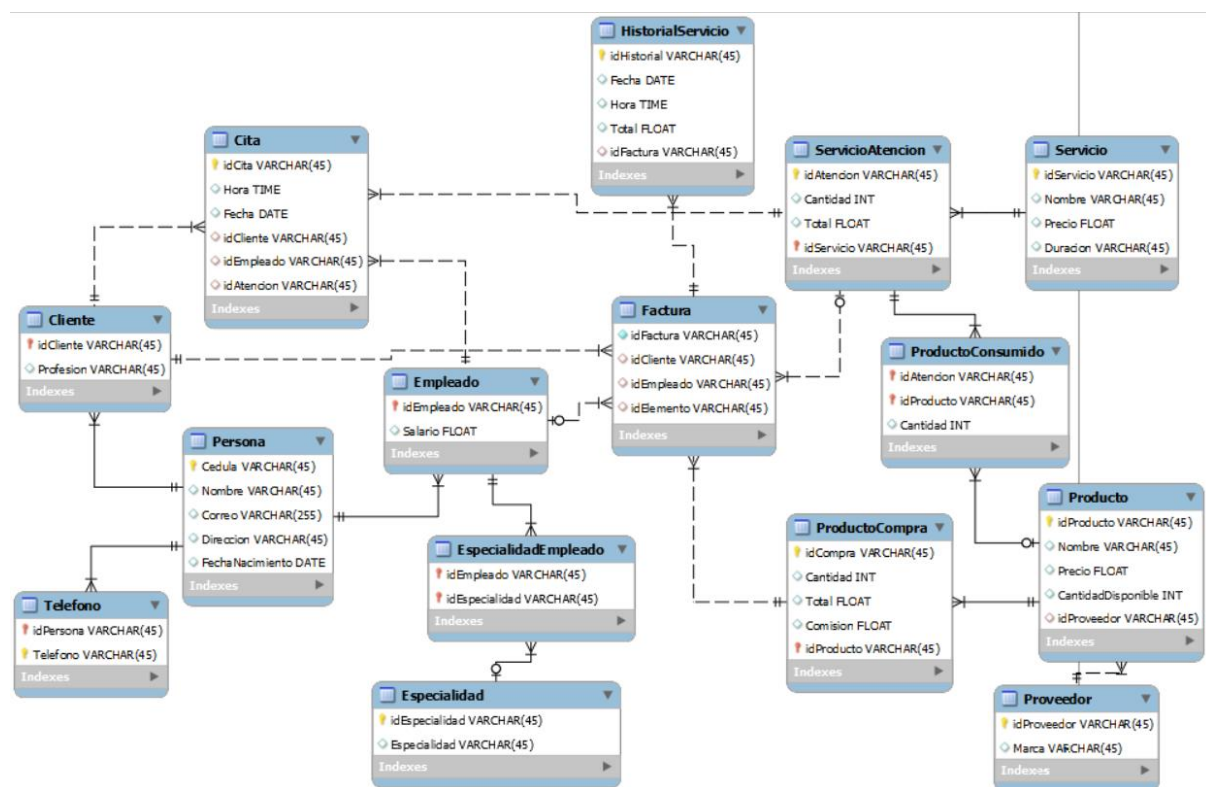 HistorialServicio
idHistorial VARCHAR(45)
Fecha DATE
Hora TIME
Total FLOAT
idFactura VARCHAR(45)
Indexes
Cita
idCita VARCHAR(45)
Hora TIME
Fecha DATE
idCliente VARCHAR(45)
idEmpleado VARCHAR(45)
idAtencion VARCHAR(45)
Indexes
ServicioAtencion
idAtencion VARCHAR(45)
Cantidad INT
Total FLOAT
idServicio VARCHAR(45)
Indexes
Servicio
idServicio VARCHAR(45)
Nombre VARCHAR(45)
Precio FLOAT
Duracion VARCHAR(45)
Indexes
Cliente
idCliente VARCHAR(45)
Profesion VARCHAR(45)
Indexes
Factura
idFactura VARCHAR(45)
idCliente VARCHAR(45)
idEmpleado VARCHAR(45)
idElemento VARCHAR(45)
Indexes
ProductoConsumido
idAtencion VARCHAR(45)
idProducto VARCHAR(45)
Cantidad INT
Indexes
Empleado
idEmpleado VARCHAR(45)
Salario FLOAT
Indexes
Persona
Cedula VARCHAR(45)
Nombre VARCHAR(45)
Correo VARCHAR(255)
Direccion VARCHAR(45)
FechaNacimiento DATE
Indexes
Producto
idProducto VARCHAR(45)
Nombre VARCHAR(45)
Precio FLOAT
CantidadDisponible INT
idProveedor VARCHAR(45)
Indexes
ProductoCompra
idCompra VARCHAR(45)
Cantidad INT
Total FLOAT
Comision FLOAT
idProducto VARCHAR(45)
Indexes
EspecialidadEmpleado
idEmpleado VARCHAR(45)
idEspecialidad VARCHAR(45)
Indexes
Telefono
idPersona VARCHAR(45)
Telefono VARCHAR(45)
Indexes
Especialidad
idEspecialidad VARCHAR(45)
Especialidad VARCHAR(45)
Indexes
Proveedor
idProveedor VARCHAR(45)
Marca VARCHAR(45)
Indexes